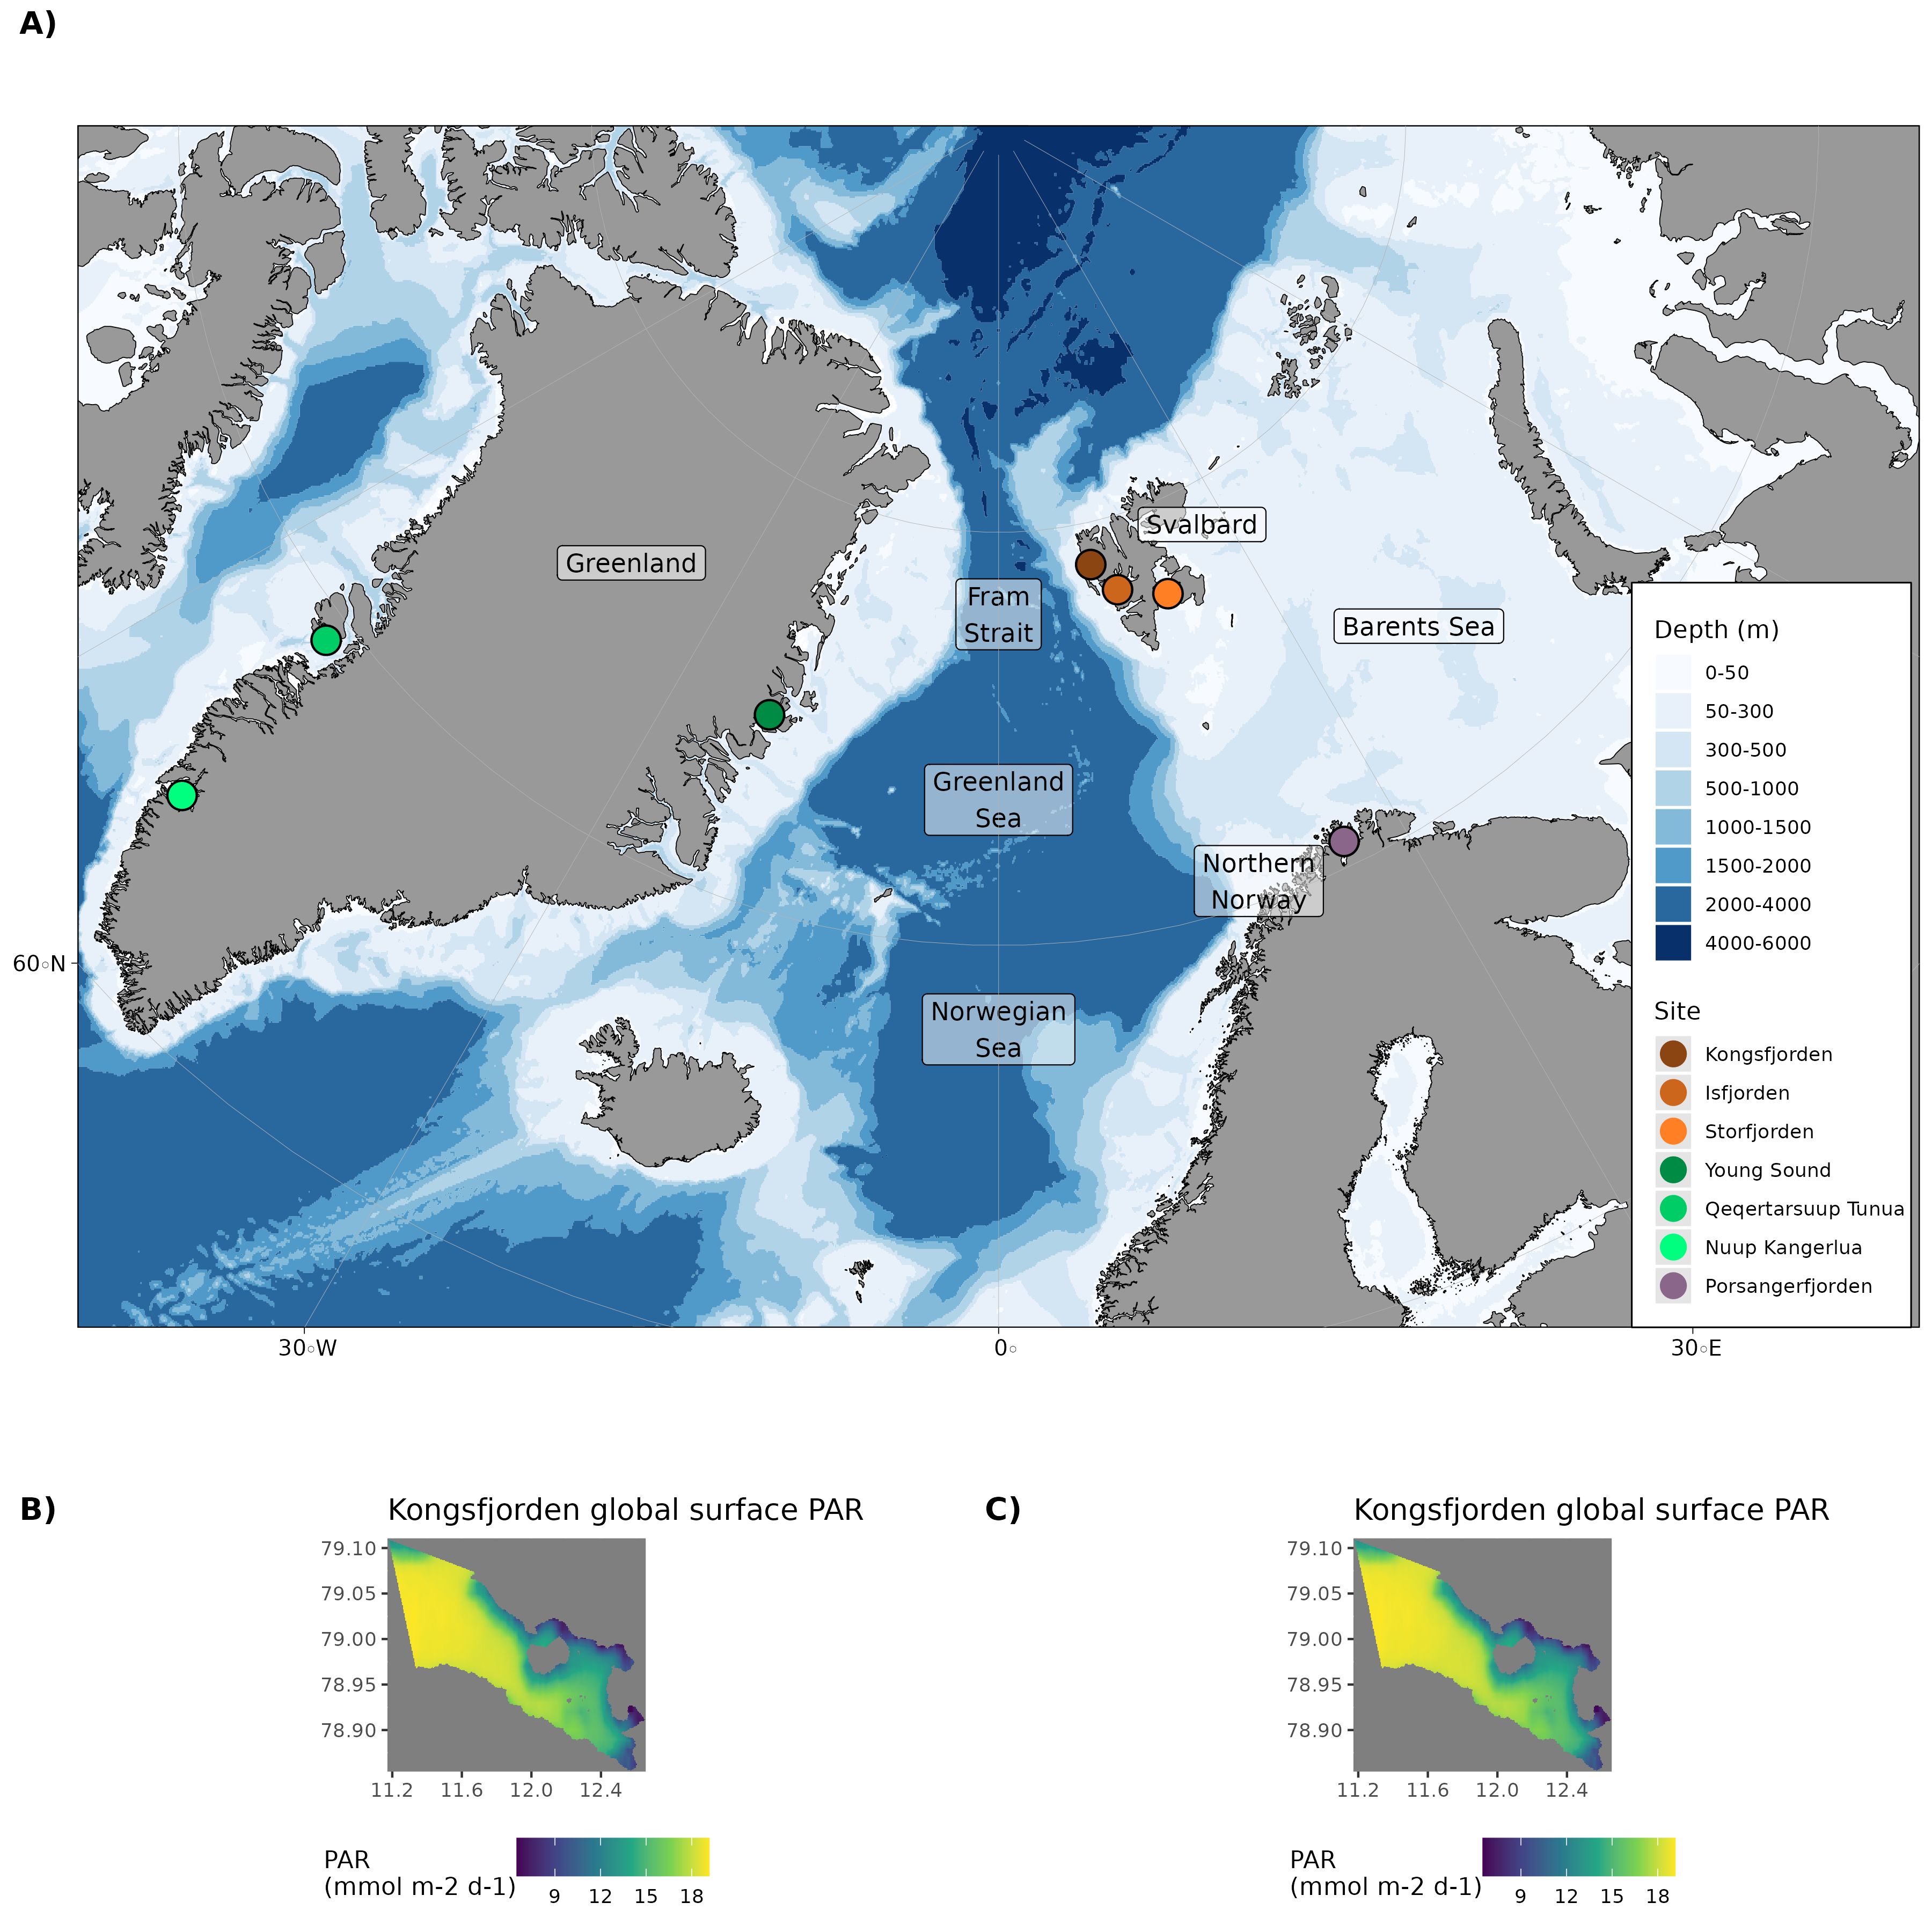 A)
Greenland
Svalbard
Fram
Strait
Barents Sea
Greenland
Sea
Northern
Norway
Norwegian
Sea
60◦N
30◦W
0◦
30◦E
Depth (m)
0-50
50-300
300-500
500-1000
1000-1500
1500-2000
2000-4000
4000-6000
Site
Kongsfjorden
Isfjorden
Storfjorden
Young Sound
Qeqertarsuup Tunua
Nuup Kangerlua
Porsangerfjorden
B)
Kongsfjorden global surface PAR
79.10
79.05
79.00
78.95
78.90
11.2 11.6 12.0 12.4
PAR
(mmol m-2 d-1)
9 12 15 18
C)
Kongsfjorden global surface PAR
79.10
79.05
79.00
78.95
78.90
11.2 11.6 12.0 12.4
PAR
(mmol m-2 d-1)
9 12 15 18